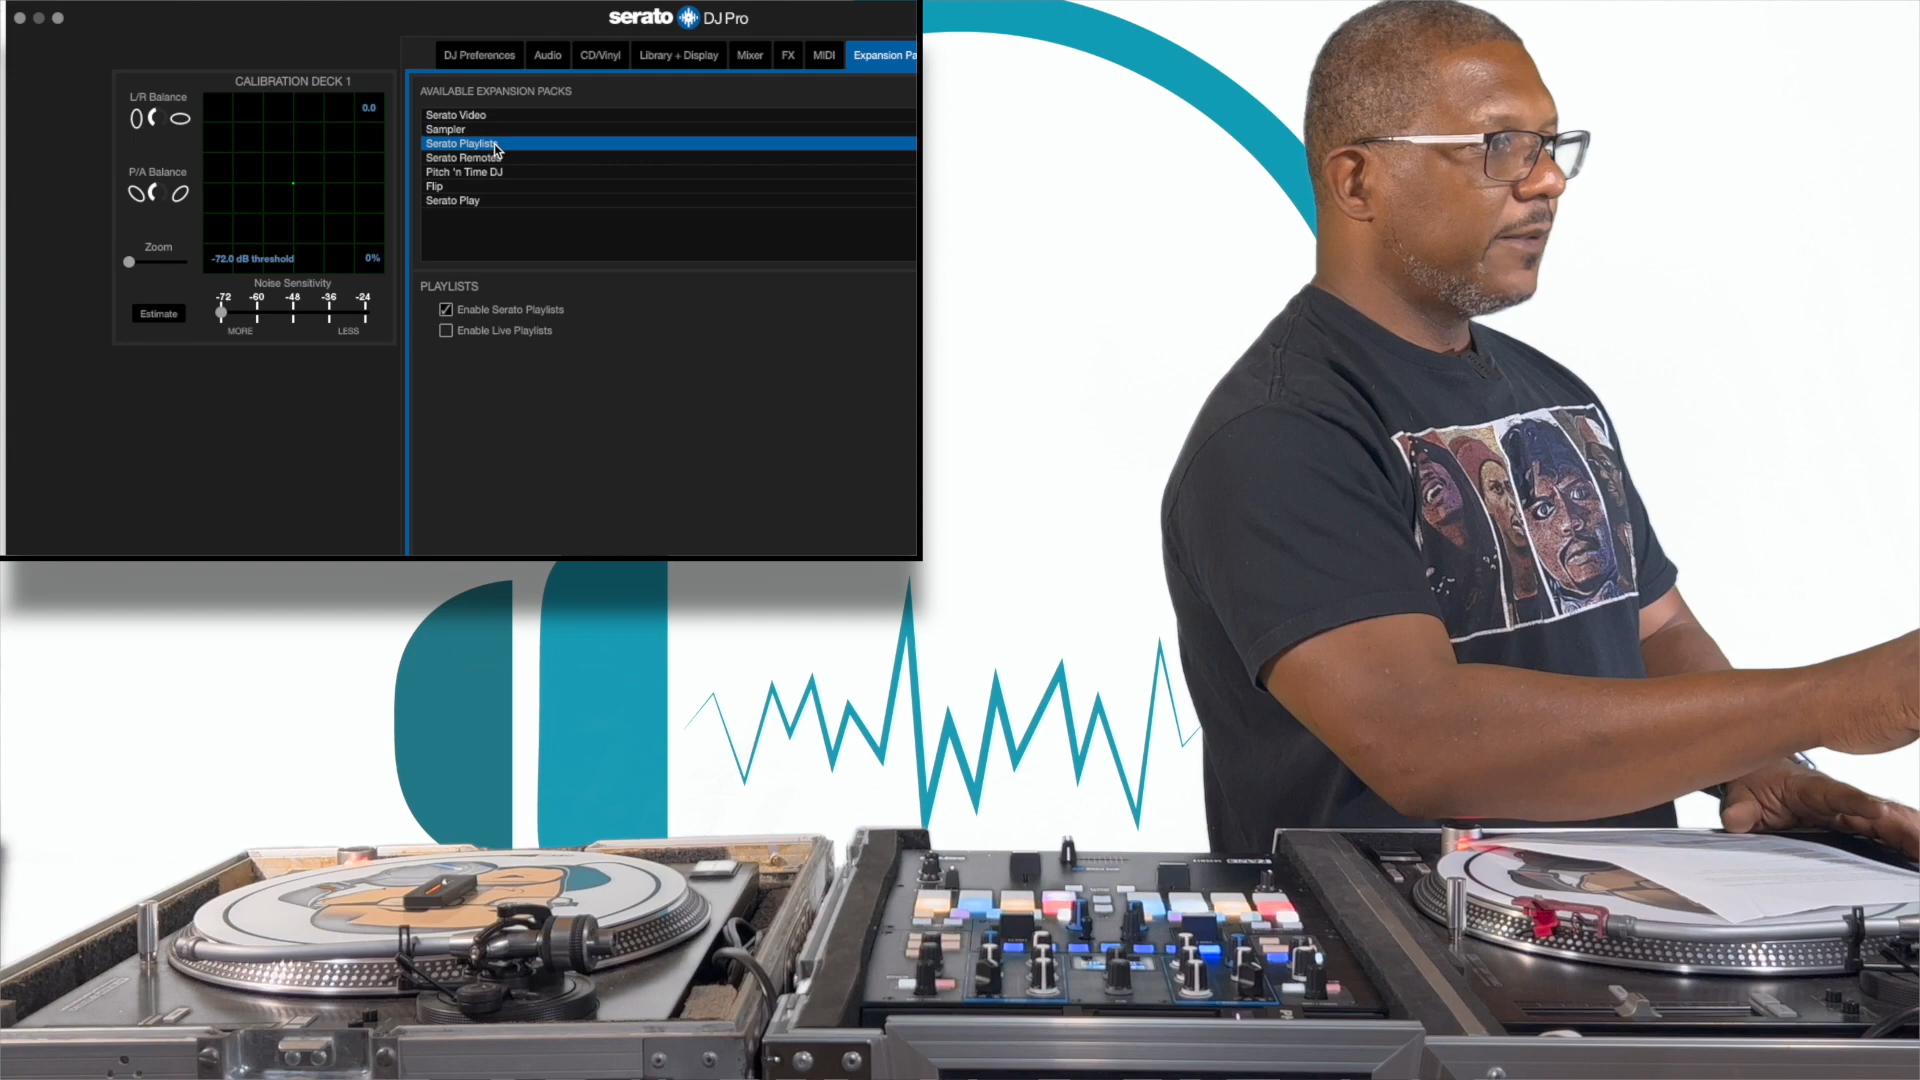 serato DJ Pro
DJ Preferences Audio CD/Vinyl Library + Display Mixer FX MIDI Expansion Pa
CALIBRATION DECK 1
L/R Balance
0.0
P/A Balance
Zoom
-72.0 dB threshold 0%
Noise Sensitivity
-72 -60 -48 -36 -24
Estimate
MORE LESS
AVAILABLE EXPANSION PACKS
Serato Video
Sampler
Serato Playlists
Serato Remote
Pitch 'n Time DJ
Flip
Serato Play
PLAYLISTS
Enable Serato Playlists
Enable Live Playlists